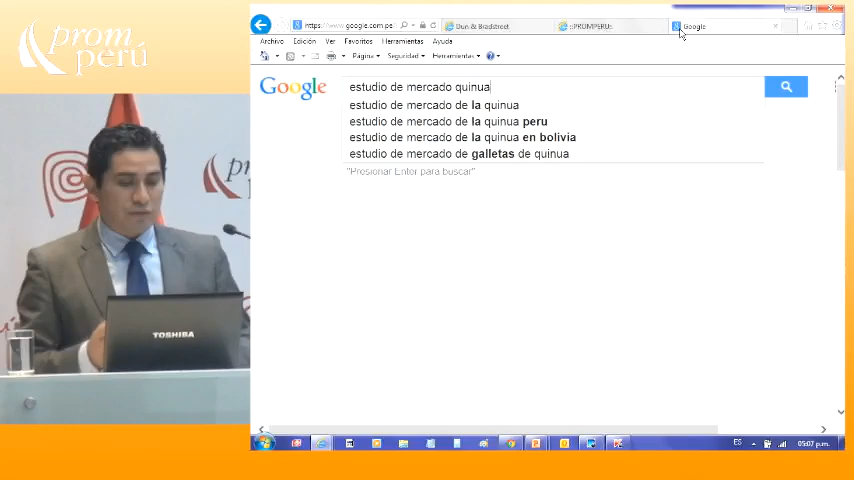 prom
perú
https://www.google.com.pe
Dun & Bradstreet
::PROMPERU::
Google
Archivo Edición Ver Favoritos Herramientas Ayuda
Página Seguridad Herramientas
Google
estudio de mercado quinua
estudio de mercado de la quinua
estudio de mercado de la quinua peru
estudio de mercado de la quinua en bolivia
estudio de mercado de galletas de quinua
"Presionar Enter para buscar"
TOSHIBA
ES
05:07 p.m.